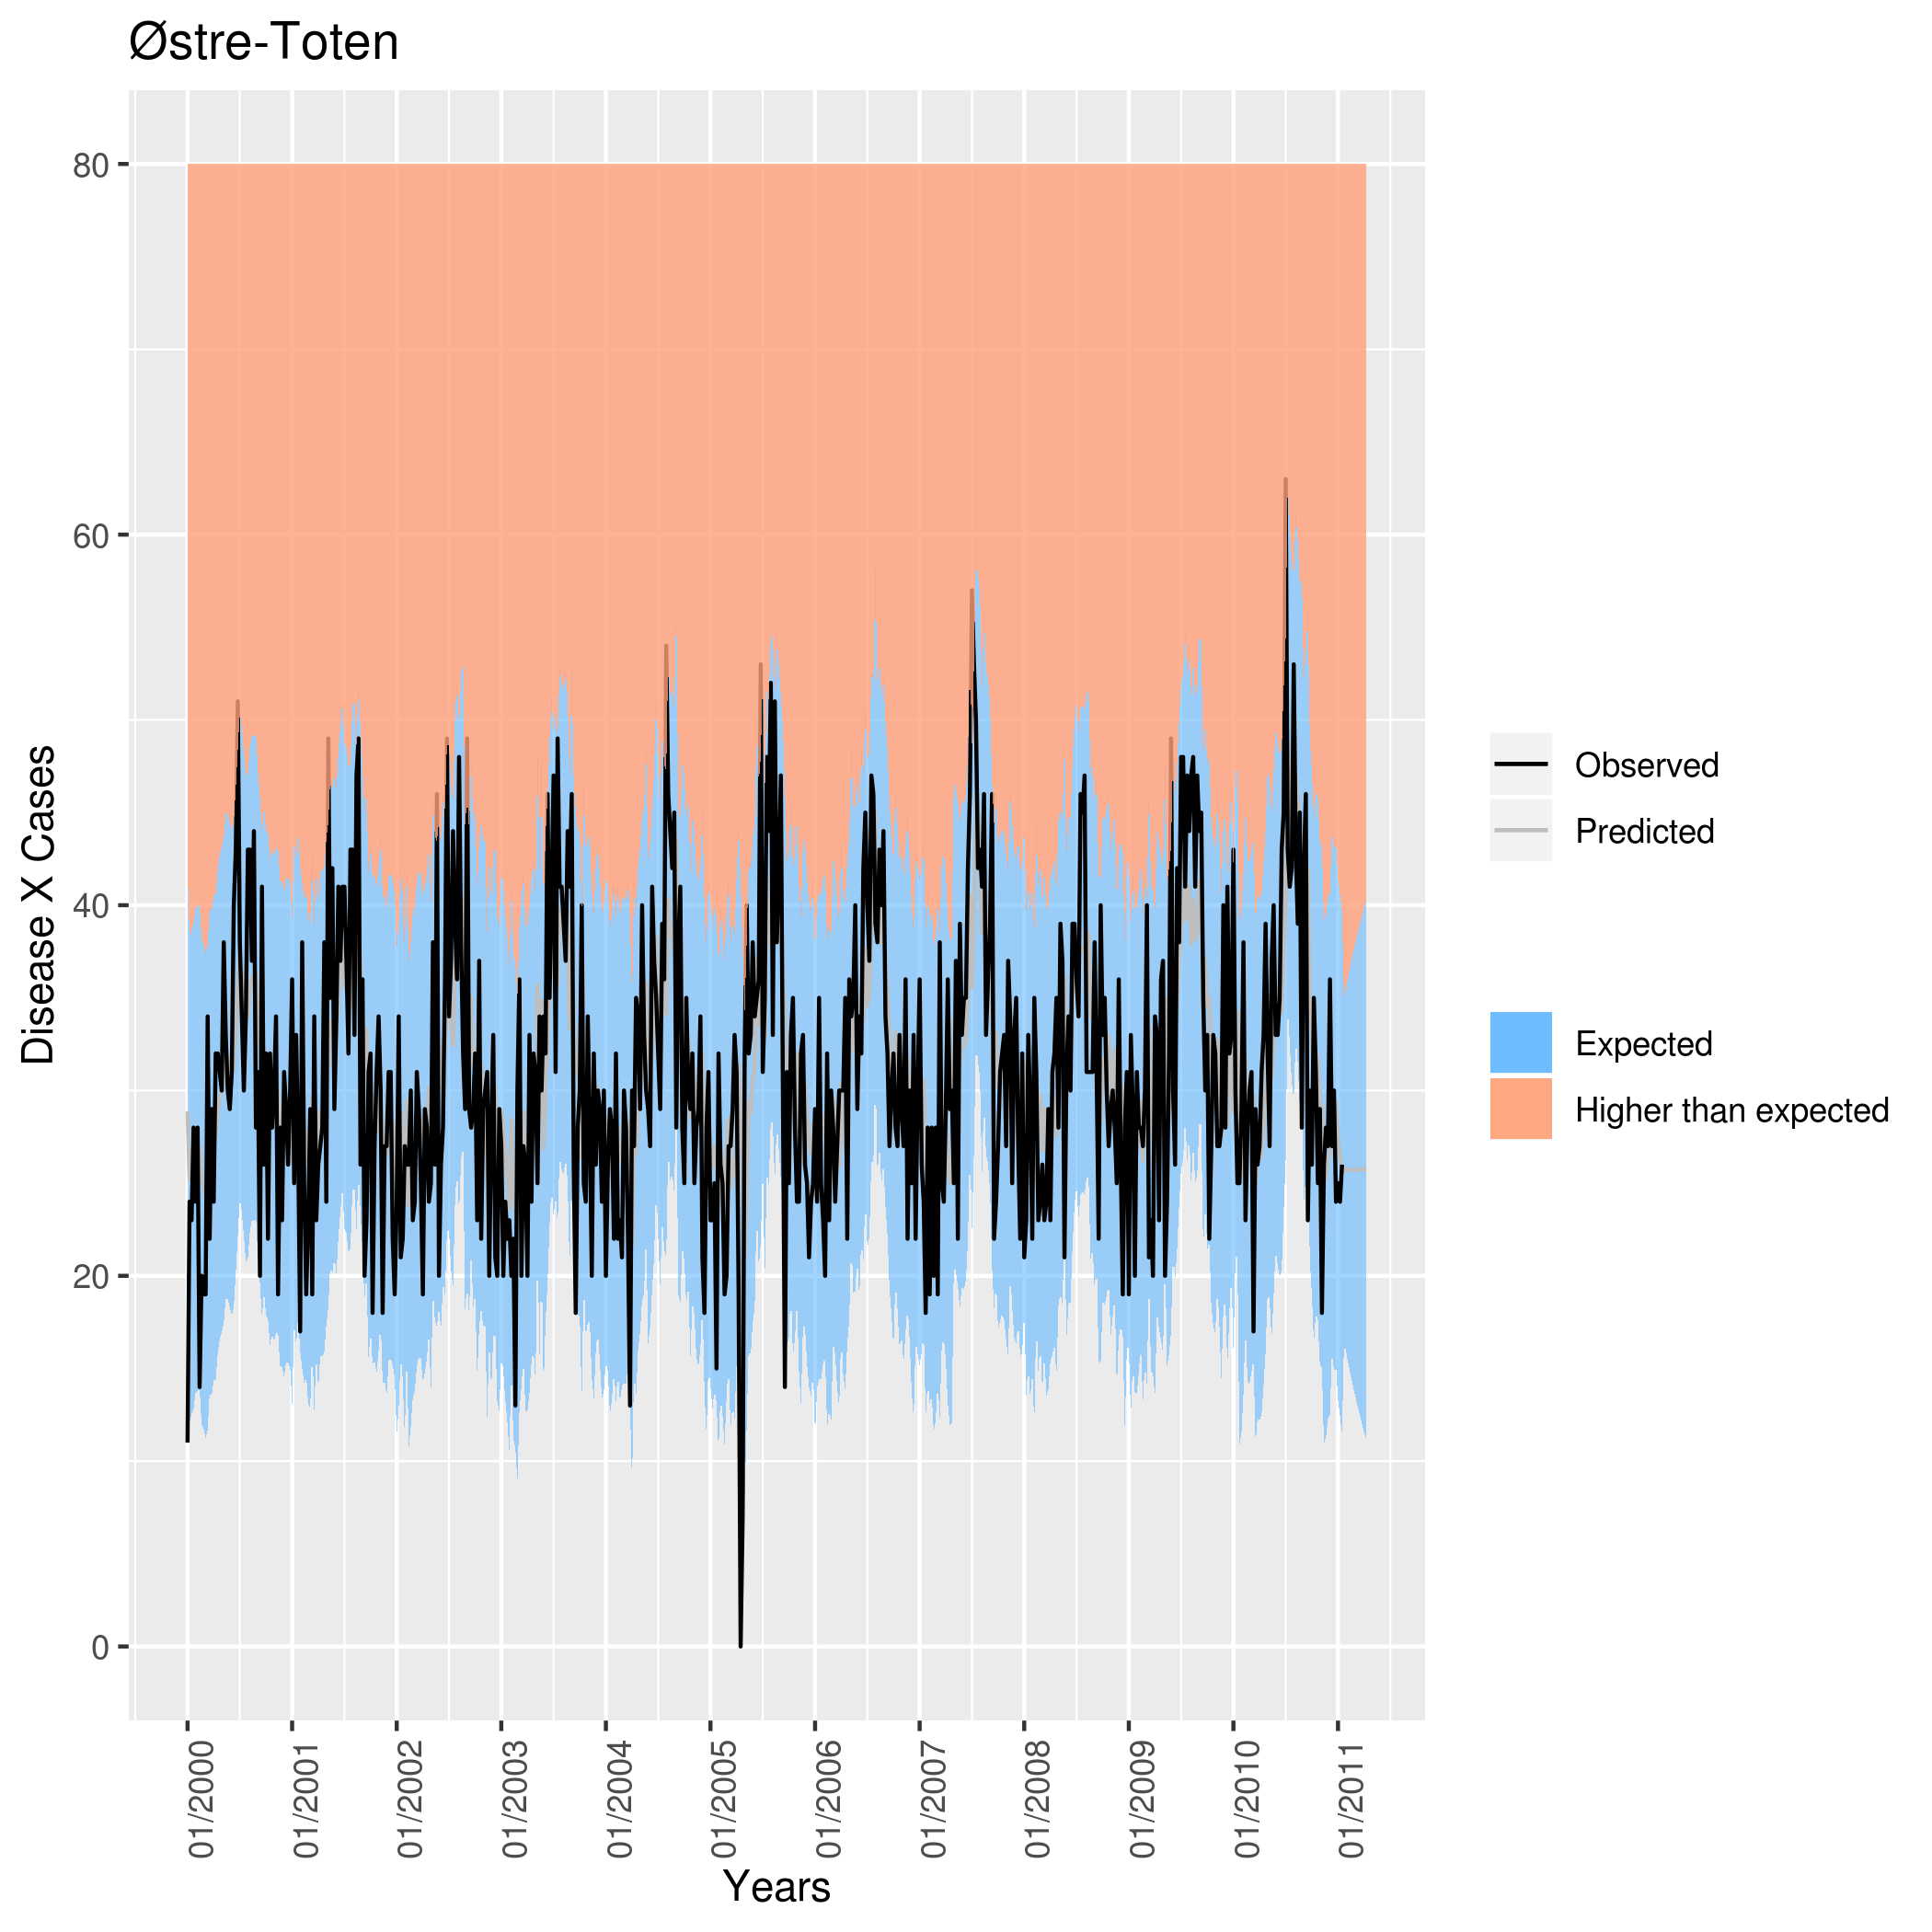 Østre-Toten
Disease X Cases
80
60
40
20
0
01/2000
01/2001
01/2002
01/2003
01/2004
01/2005
01/2006
01/2007
01/2008
01/2009
01/2010
01/2011
Years
Observed
Predicted
Expected
Higher than expected